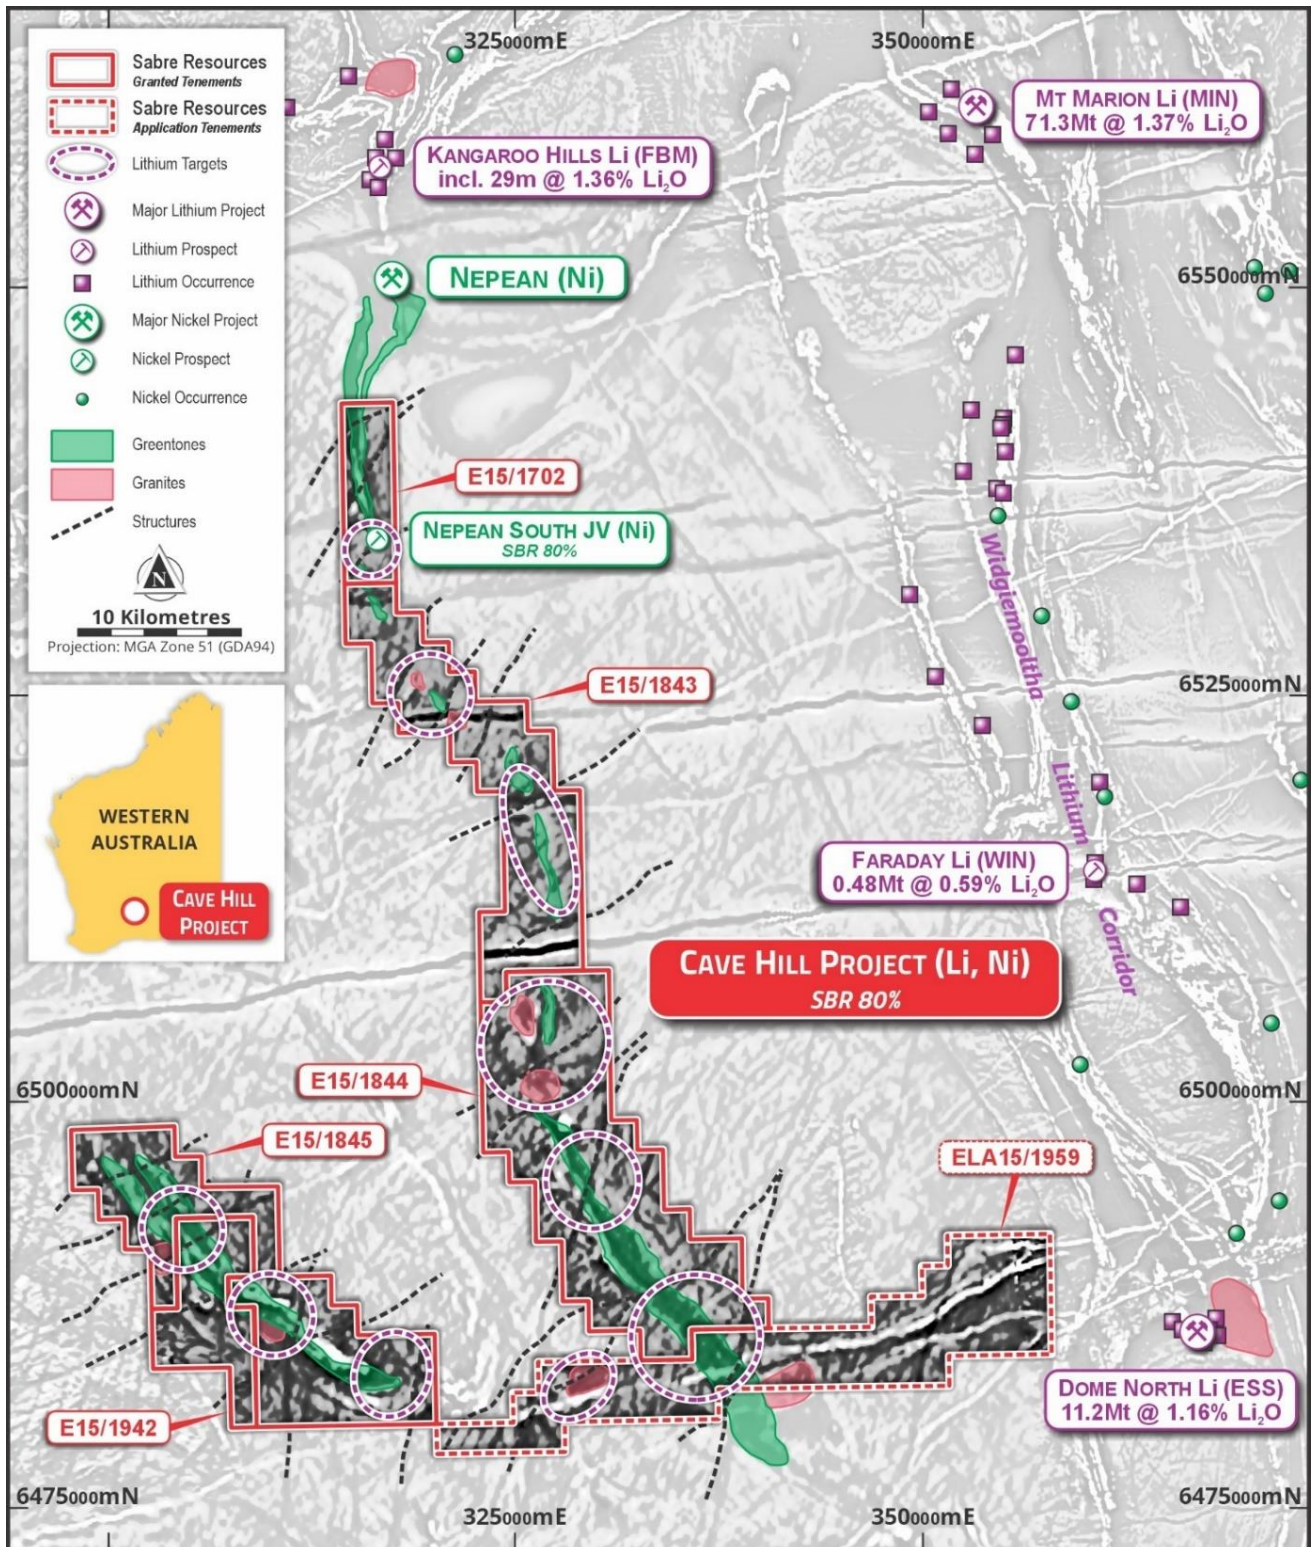 325000mE
350000mE
Sabre Resources
Granted Tenements
Sabre Resources
Application Tenements
Lithium Targets
Major Lithium Project
Lithium Prospect
Lithium Occurrence
Major Nickel Project
Nickel Prospect
Nickel Occurrence
Greentones
Granites
Structures
N
10 Kilometres
Projection: MGA Zone 51 (GDA94)
WESTERN
AUSTRALIA
CAVE HILL
PROJECT
MT MARION Li (MIN)
71.3Mt @ 1.37% Li₂O
KANGAROO HILLS Li (FBM)
incl. 29m @ 1.36% Li₂O
NEPEAN (Ni)
6550000mN
E15/1702
NEPEAN SOUTH JV (Ni)
SBR 80%
Widgiemooltha
Lithium
Corridor
E15/1843
6525000mN
FARADAY Li (WIN)
0.48Mt @ 0.59% Li₂O
CAVE HILL PROJECT (Li, Ni)
SBR 80%
E15/1844
6500000mN
6500000mN
E15/1845
ELA15/1959
E15/1942
DOME NORTH Li (ESS)
11.2Mt @ 1.16% Li₂O
6475000mN
6475000mN
325000mE
350000mE